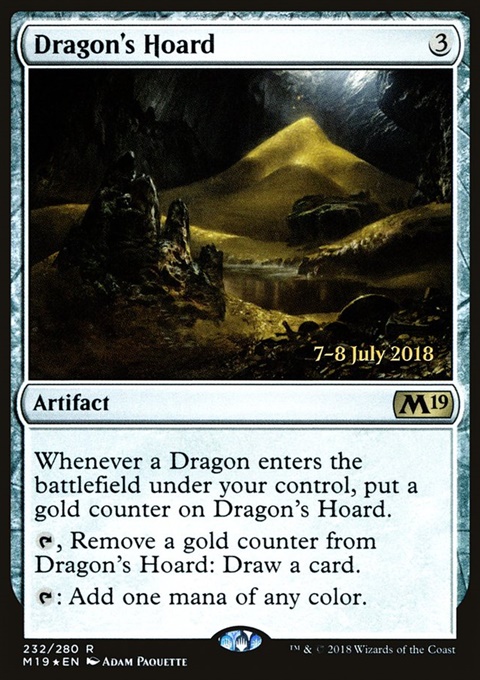 Dragon's Hoard 3
7–8 July 2018
Artifact M19
Whenever a Dragon enters the
battlefield under your control, put a
gold counter on Dragon's Hoard.
, Remove a gold counter from
Dragon's Hoard: Draw a card.
: Add one mana of any color.
232/280 R
M19★EN Adam Paquette
™ & © 2018 Wizards of the Coast